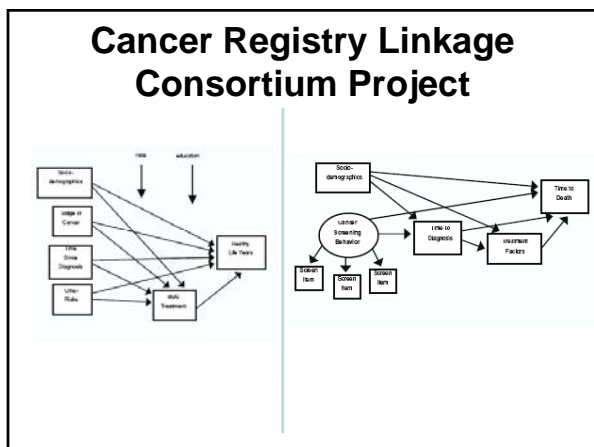 Cancer Registry Linkage
Consortium Project
education
Socio-
demographics
Stage of
Cancer
Time
Since
Diagnosis
Other
Risks
Treatment
Healthy
Life Years
Socio-
demographics
Cancer
Screening
Behavior
Screen
Item
Screen
Item
Screen
Item
Time to
Diagnosis
Treatment
Factors
Time to
Death